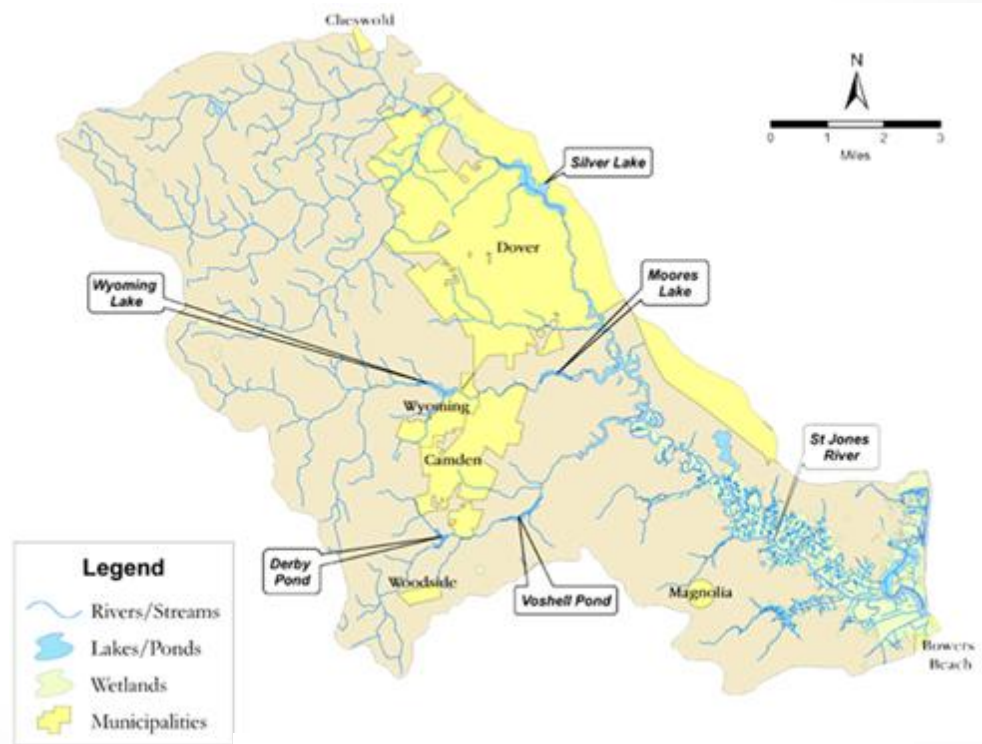 Cheswold
N
0 1 2 3
Miles
Silver Lake
Dover
Wyoming
Lake
Moores
Lake
Wyoming
Camden
St Jones
River
Derby
Pond
Woodside
Voshell Pond
Magnolia
Bowers
Beach
Legend
Rivers/Streams
Lakes/Ponds
Wetlands
Municipalities